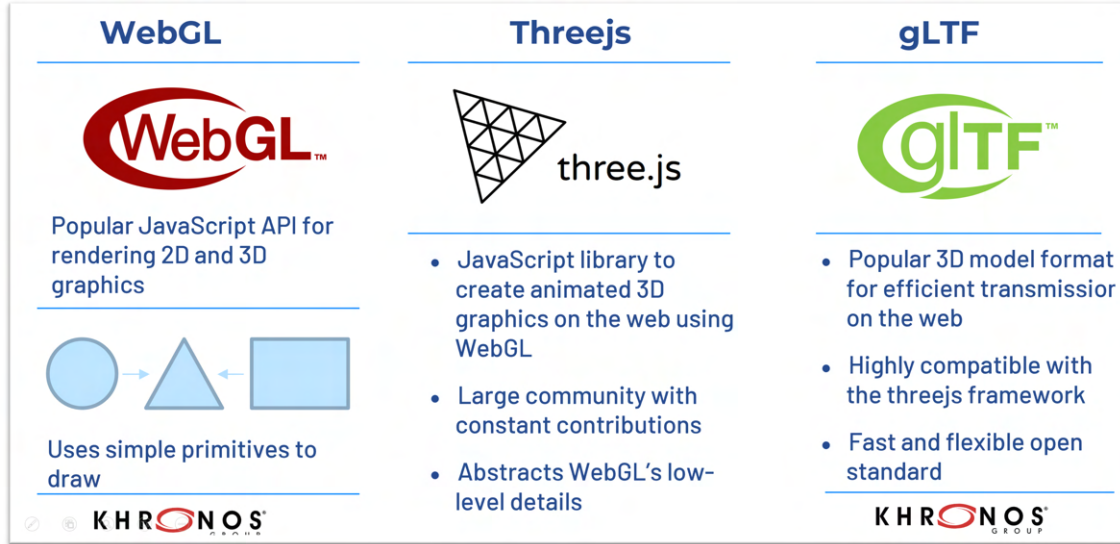 WebGL
WebGL™
Popular JavaScript API for
rendering 2D and 3D
graphics
Uses simple primitives to
draw
KHRONOS®
GROUP
Threejs
three.js
• JavaScript library to
create animated 3D
graphics on the web using
WebGL
• Large community with
constant contributions
• Abstracts WebGL's low-
level details
gLTF
glTF™
• Popular 3D model format
for efficient transmission
on the web
• Highly compatible with
the threejs framework
• Fast and flexible open
standard
KHRONOS®
GROUP